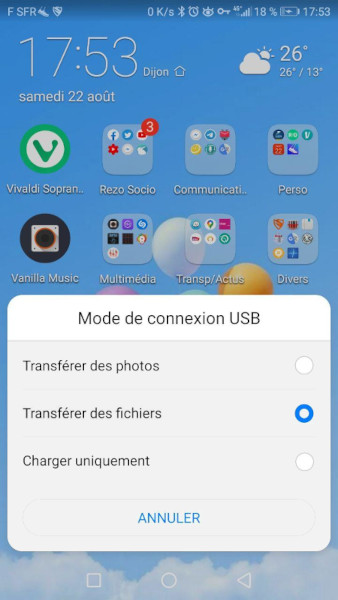 F SFR 0 K/s 4G+ 18 % 17:53
17:53 Dijon 26°
26° / 13°
samedi 22 août
3
Vivaldi Sopran.. Rezo Socio Communicati.. Perso
Vanilla Music Multimédia Transp/Actus Divers
Mode de connexion USB
Transférer des photos
Transférer des fichiers
Charger uniquement
ANNULER